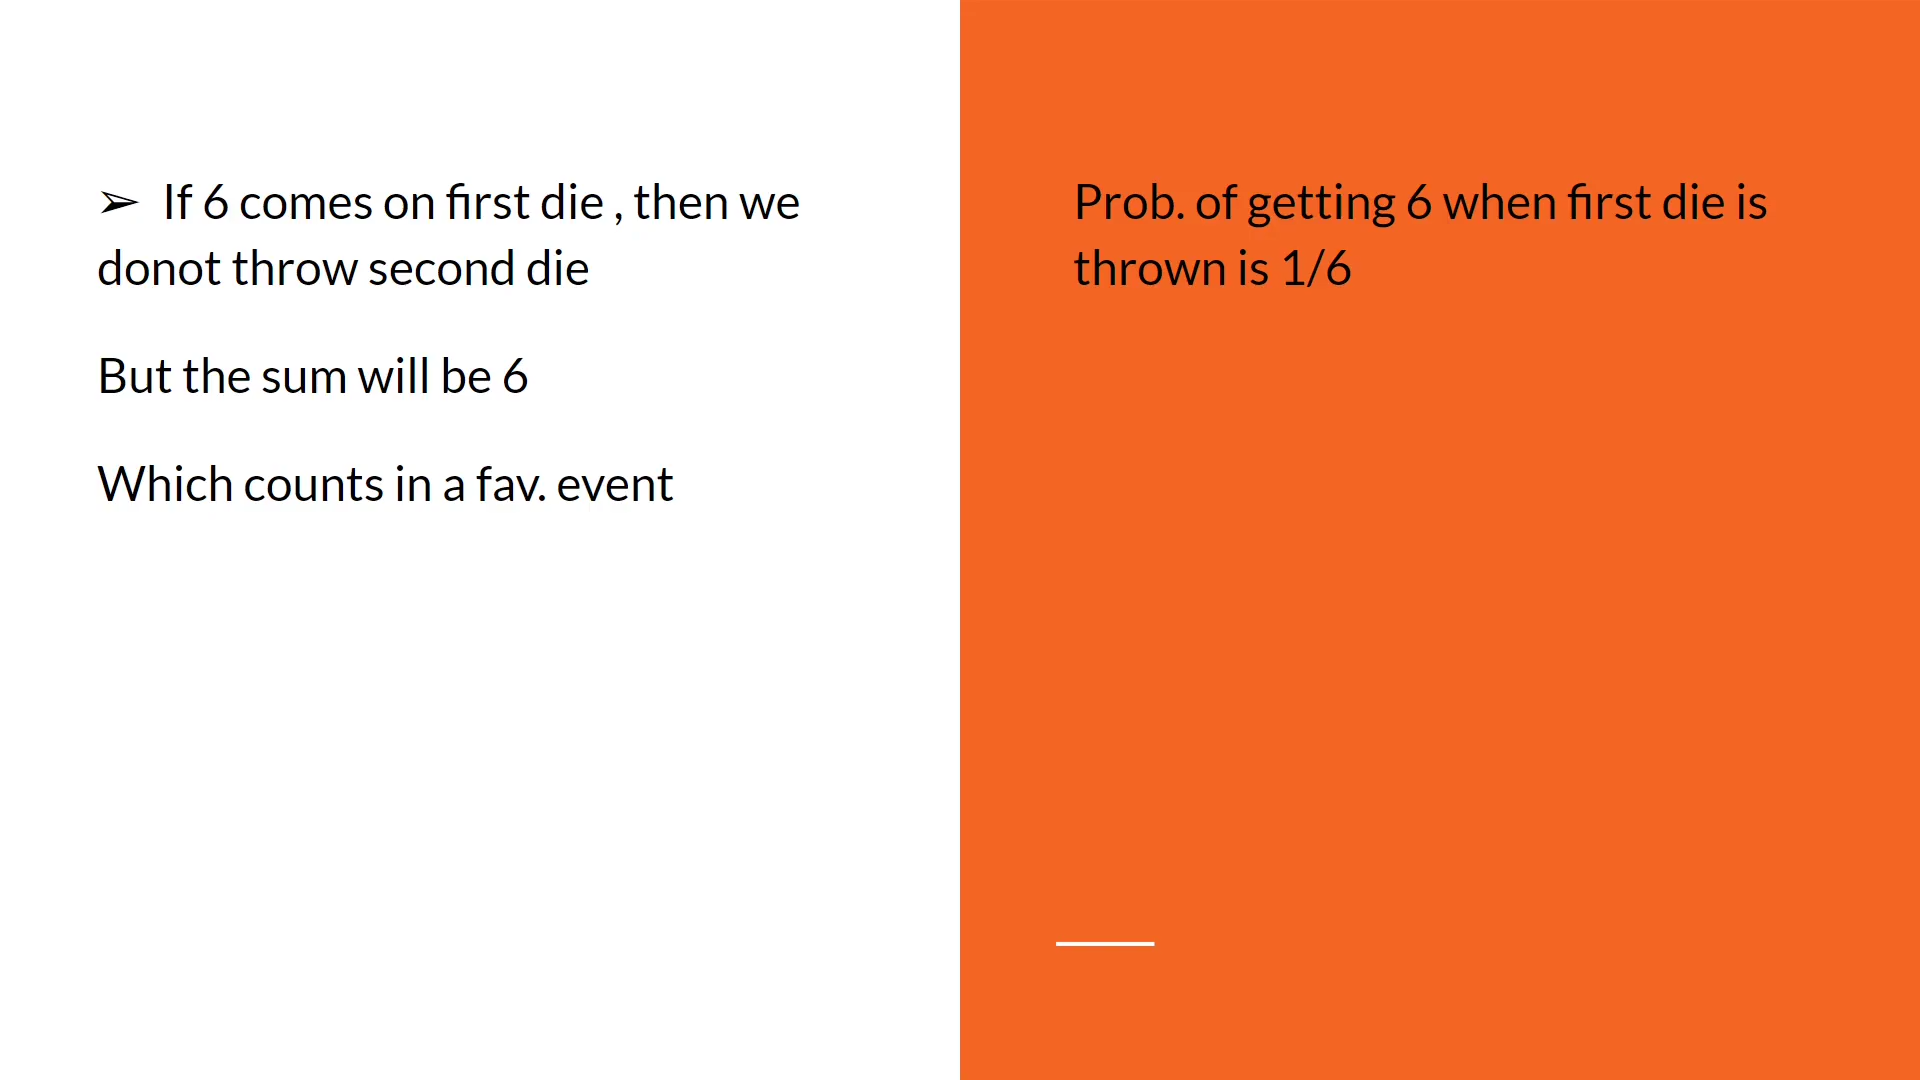 ➢ If 6 comes on first die , then we
donot throw second die
But the sum will be 6
Which counts in a fav. event
Prob. of getting 6 when first die is
thrown is 1/6